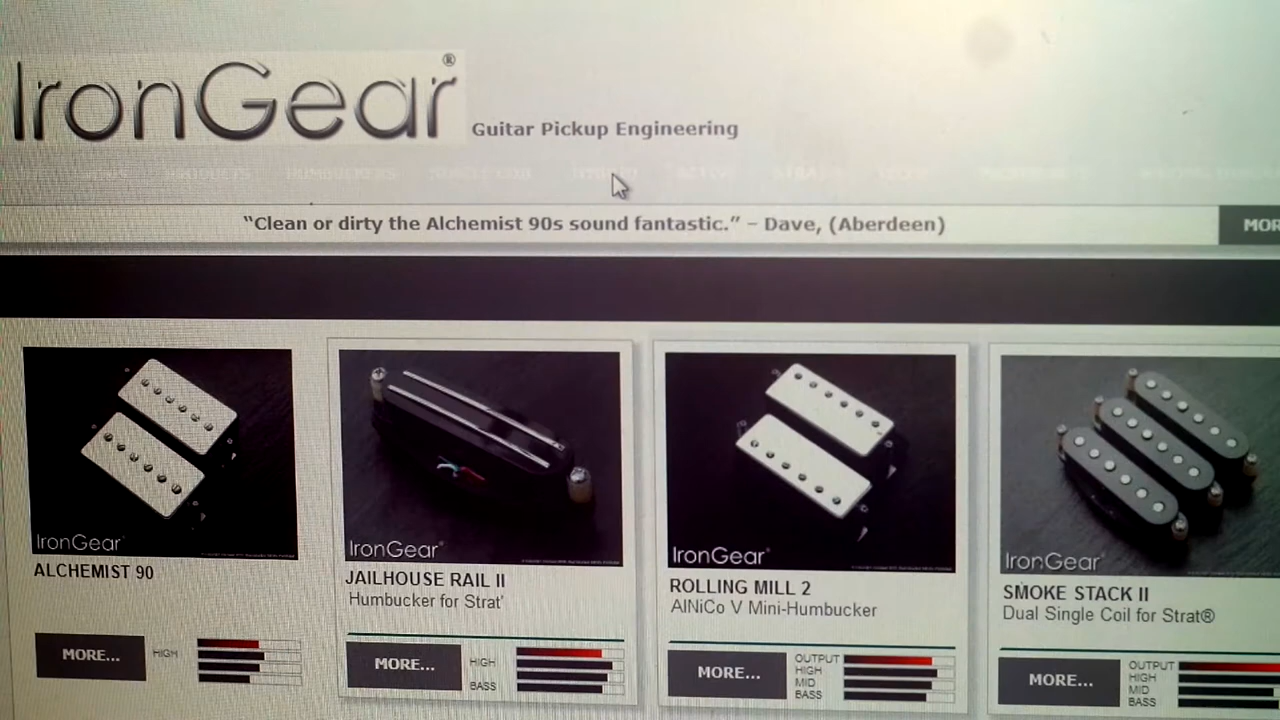 IronGear®
Guitar Pickup Engineering
PRODUCTS HUMBUCKERS
“Clean or dirty the Alchemist 90s sound fantastic.” – Dave, (Aberdeen)
IronGear
ALCHEMIST 90
MORE...
HIGH
IronGear
JAILHOUSE RAIL II
Humbucker for Strat'
MORE...
HIGH
BASS
IronGear
ROLLING MILL 2
AlNiCo V Mini-Humbucker
MORE...
OUTPUT
HIGH
MID
BASS
IronGear
SMOKE STACK II
Dual Single Coil for Strat®
MORE...
OUTPUT
HIGH
MID
BASS